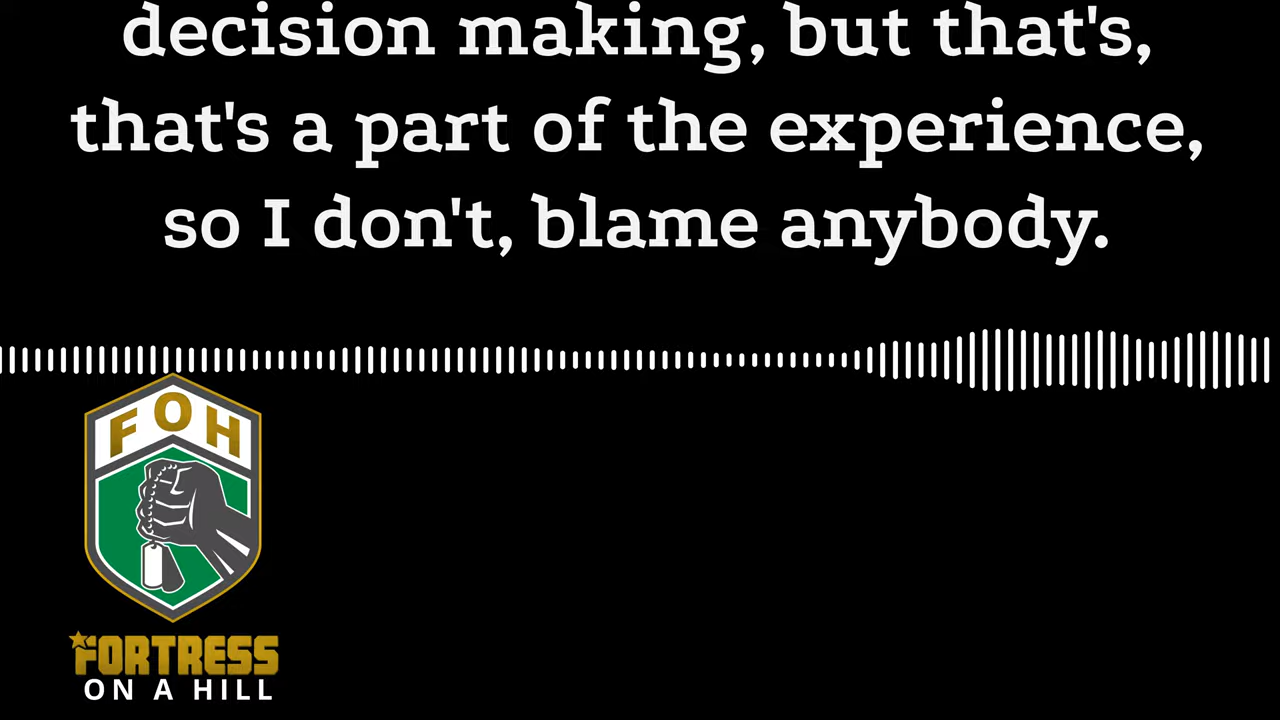 decision making, but that's,
that's a part of the experience,
so I don't, blame anybody.
FOH
FORTRESS
ON A HILL